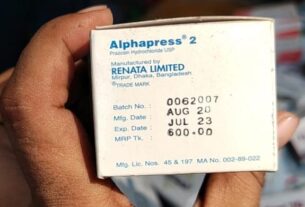 Alphapress® 2
Prazosin Hydrochloride USP
Manufactured by
RENATA LIMITED
Mirpur, Dhaka, Bangladesh
®TRADE MARK
Batch No. : 0062007
Mfg. Date : AUG 20
Exp. Date : JUL 23
MRP Tk. : 600.00
Mfg. Lic. Nos. 45 & 197 MA No. 002-89-022